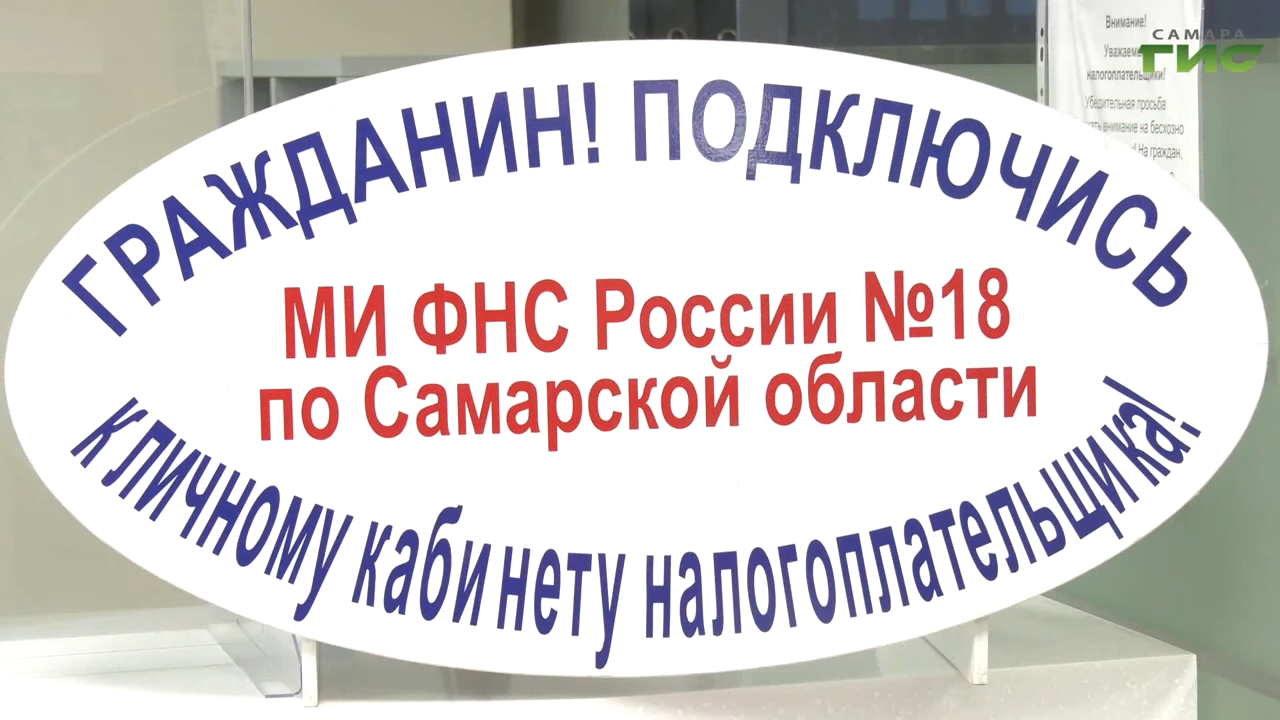 ГРАЖДАНИН! ПОДКЛЮЧИСЬ
МИ ФНС России №18
по Самарской области
к личному кабинету налогоплательщика!
САМАРА
ГИС
Внимание!
налогоплательщики!
Убедительная просьба
внимание на бесхозно
На граждан,